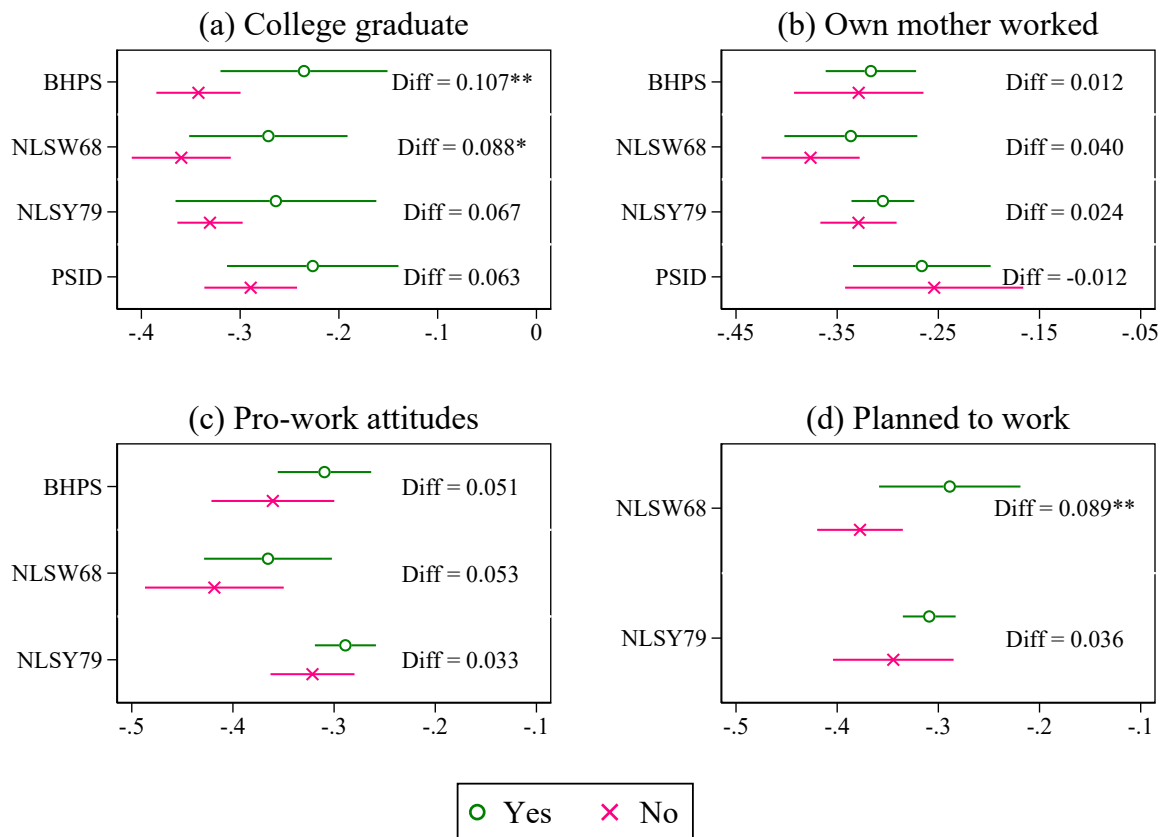 (a) College graduate
BHPS Diff = 0.107**
NLSW68 Diff = 0.088*
NLSY79 Diff = 0.067
PSID Diff = 0.063
-.4 -.3 -.2 -.1 0
(b) Own mother worked
BHPS Diff = 0.012
NLSW68 Diff = 0.040
NLSY79 Diff = 0.024
PSID Diff = -0.012
-.45 -.35 -.25 -.15 -.05
(c) Pro-work attitudes
BHPS Diff = 0.051
NLSW68 Diff = 0.053
NLSY79 Diff = 0.033
-.5 -.4 -.3 -.2 -.1
(d) Planned to work
NLSW68 Diff = 0.089**
NLSY79 Diff = 0.036
-.5 -.4 -.3 -.2 -.1
Yes No